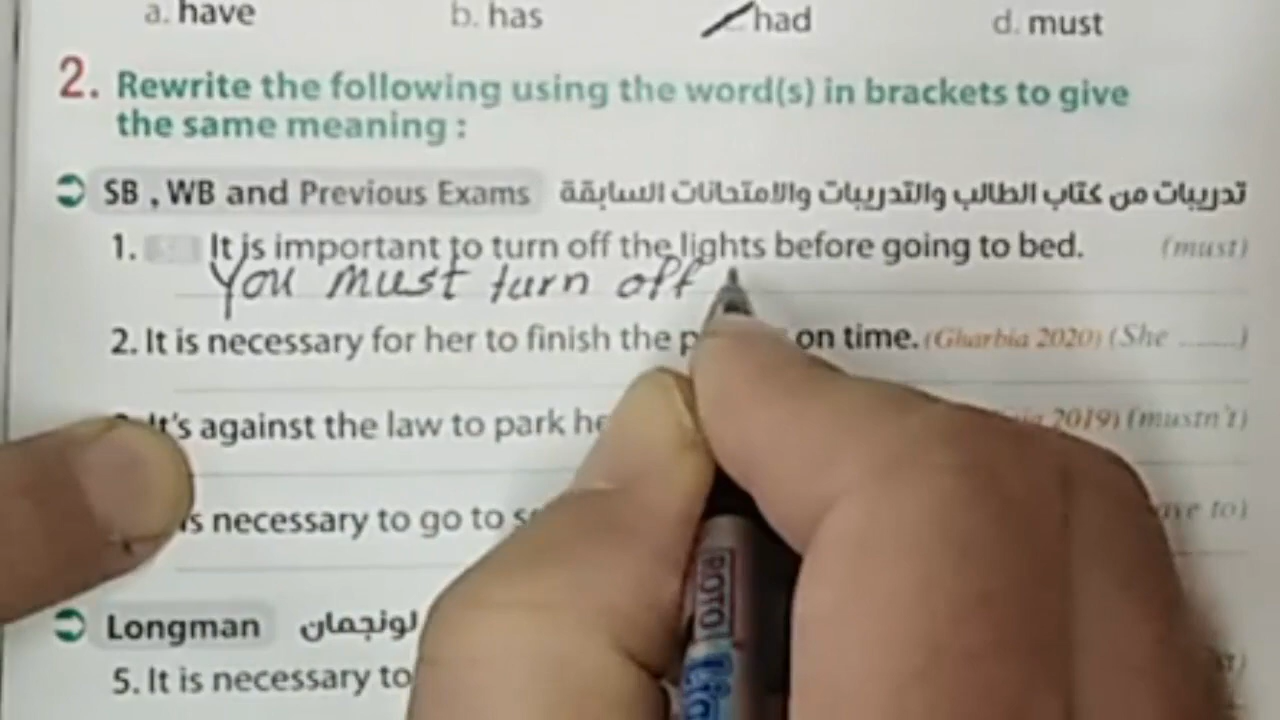 a. have b. has had d. must
2. Rewrite the following using the word(s) in brackets to give
the same meaning :
SB , WB and Previous Exams تدريبات من كتاب الطالب والتدريبات والامتحانات السابقة
1. It is important to turn off the lights before going to bed. (must)
You must turn off
2. It is necessary for her to finish the on time. (Gharbia 2020) (She ........)
It's against the law to park 2019) (mustn't)
is necessary to go to to)
Longman لونجمان
5. It is necessary to
ROTO